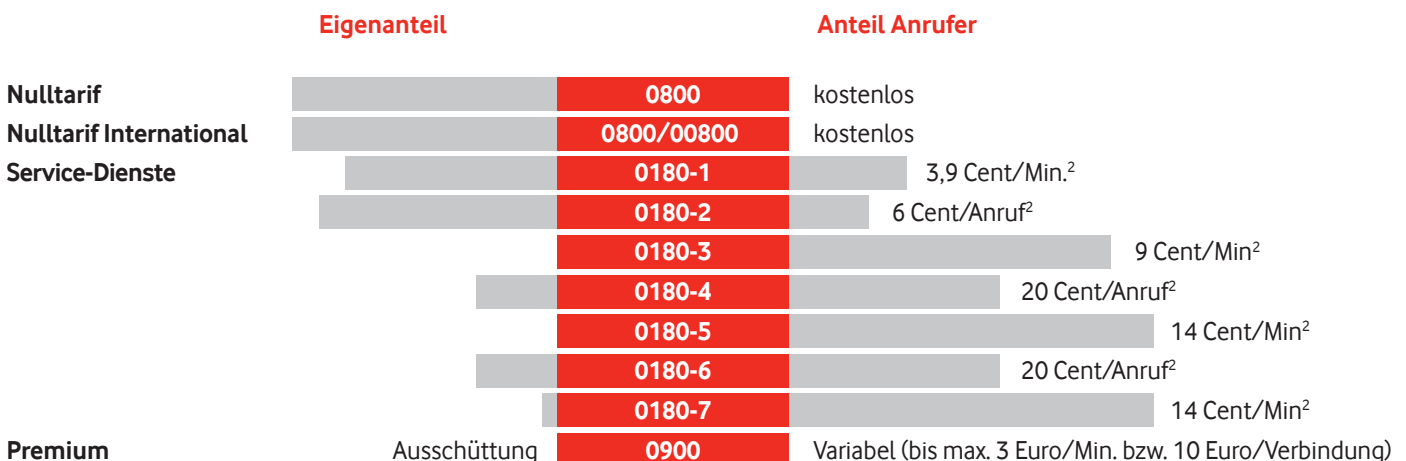 Eigenanteil Anteil Anrufer
Nulltarif 0800 kostenlos
Nulltarif International 0800/00800 kostenlos
Service-Dienste 0180-1 3,9 Cent/Min.²
0180-2 6 Cent/Anruf²
0180-3 9 Cent/Min²
0180-4 20 Cent/Anruf²
0180-5 14 Cent/Min²
0180-6 20 Cent/Anruf²
0180-7 14 Cent/Min²
Premium Ausschüttung 0900 Variabel (bis max. 3 Euro/Min. bzw. 10 Euro/Verbindung)